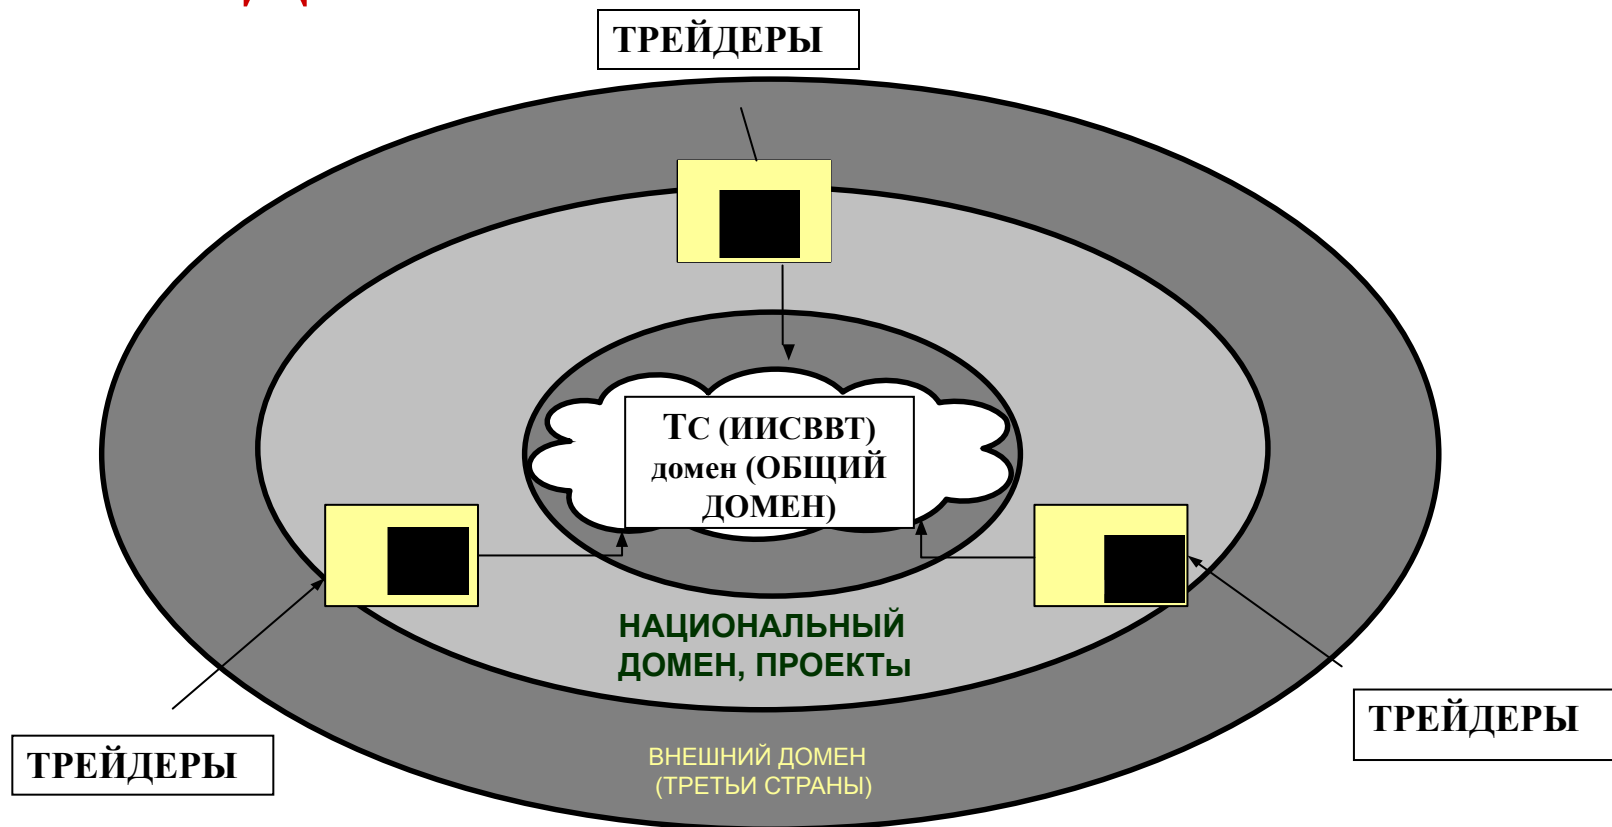 ТРЕЙДЕРЫ
ТС (ИИСВВТ)
домен (ОБЩИЙ
ДОМЕН)
НАЦИОНАЛЬНЫЙ
ДОМЕН, ПРОЕКТы
ТРЕЙДЕРЫ
ТРЕЙДЕРЫ
ВНЕШНИЙ ДОМЕН
(ТРЕТЬИ СТРАНЫ)